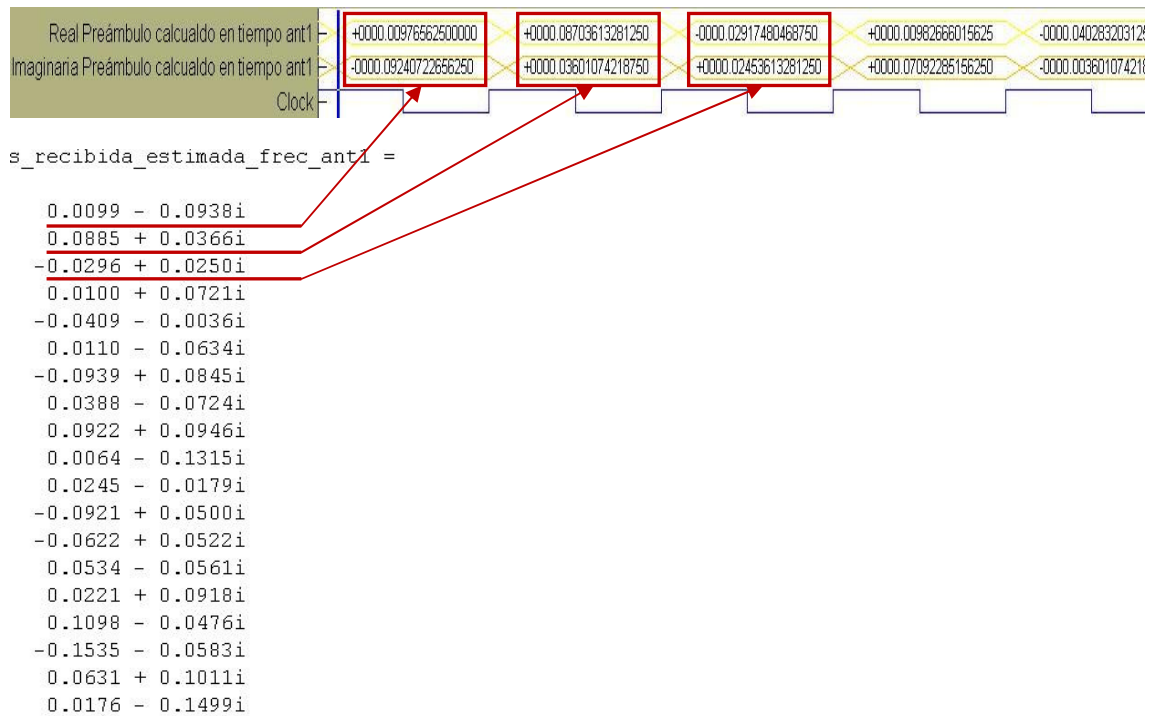 Real Preámbulo calcualdo en tiempo ant1 +0000.00976562500000 +0000.08703613281250 -0000.02917480468750 +0000.00982666015625 -0000.040283203125
Imaginaria Preámbulo calcualdo en tiempo ant1 -0000.09240722656250 +0000.03601074218750 +0000.02453613281250 +0000.07092285156250 -0000.0036010742187
Clock
s_recibida_estimada_frec_ant1 =
0.0099 - 0.0938i
0.0885 + 0.0366i
-0.0296 + 0.0250i
0.0100 + 0.0721i
-0.0409 - 0.0036i
0.0110 - 0.0634i
-0.0939 + 0.0845i
0.0388 - 0.0724i
0.0922 + 0.0946i
0.0064 - 0.1315i
0.0245 - 0.0179i
-0.0921 + 0.0500i
-0.0622 + 0.0522i
0.0534 - 0.0561i
0.0221 + 0.0918i
0.1098 - 0.0476i
-0.1535 - 0.0583i
0.0631 + 0.1011i
0.0176 - 0.1499i